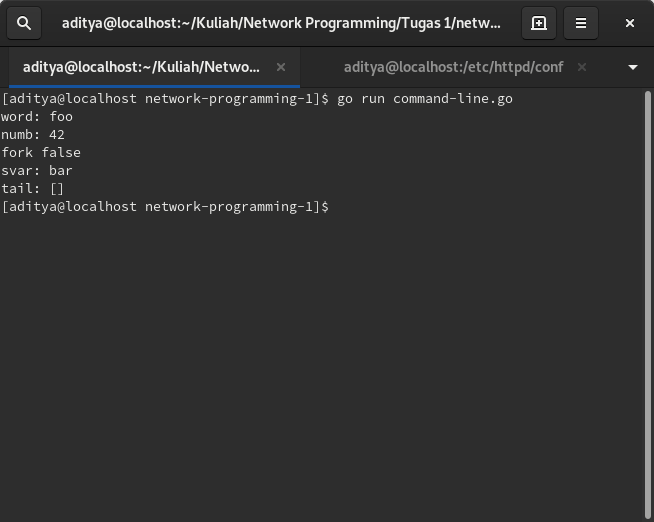 aditya@localhost:~/Kuliah/Network Programming/Tugas 1/netw...
aditya@localhost:~/Kuliah/Netwo...
aditya@localhost:/etc/httpd/conf
[aditya@localhost network-programming-1]$ go run command-line.go
word: foo
numb: 42
fork false
svar: bar
tail: []
[aditya@localhost network-programming-1]$